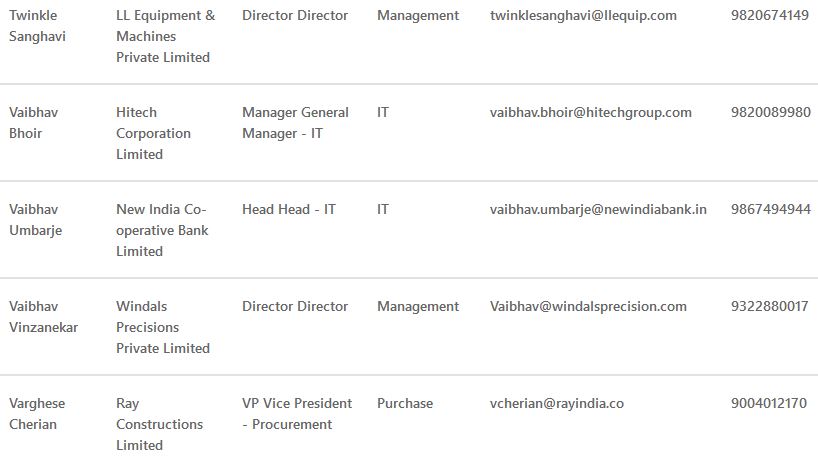 Twinkle LL Equipment & Director Director Management twinklesanghavi@llequip.com 9820674149
Sanghavi Machines
Private Limited
Vaibhav Hitech Manager General IT vaibhav.bhoir@hitechgroup.com 9820089980
Bhoir Corporation Manager - IT
Limited
Vaibhav New India Co- Head Head - IT IT vaibhav.umbarje@newindiabank.in 9867494944
Umbarje operative Bank
Limited
Vaibhav Windals Director Director Management Vaibhav@windalsprecision.com 9322880017
Vinzanekar Precisions
Private Limited
Varghese Ray VP Vice President Purchase vcherian@rayindia.co 9004012170
Cherian Constructions - Procurement
Limited